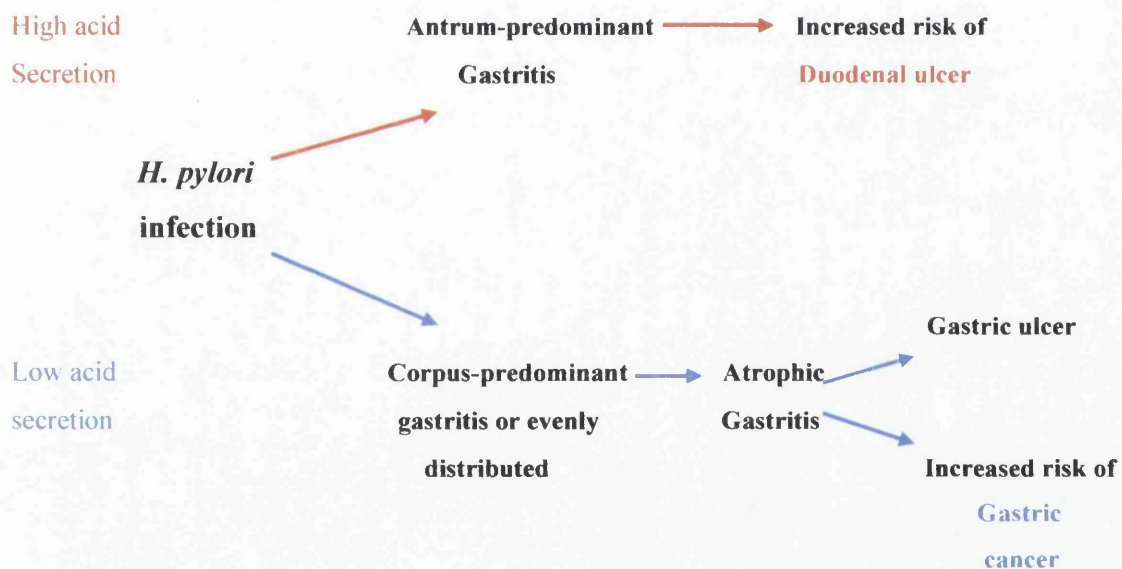 High acid
Secretion
Antrum-predominant
Gastritis
Increased risk of
Duodenal ulcer
H. pylori
infection
Low acid
secretion
Corpus-predominant
gastritis or evenly
distributed
Atrophic
Gastritis
Gastric ulcer
Increased risk of
Gastric
cancer